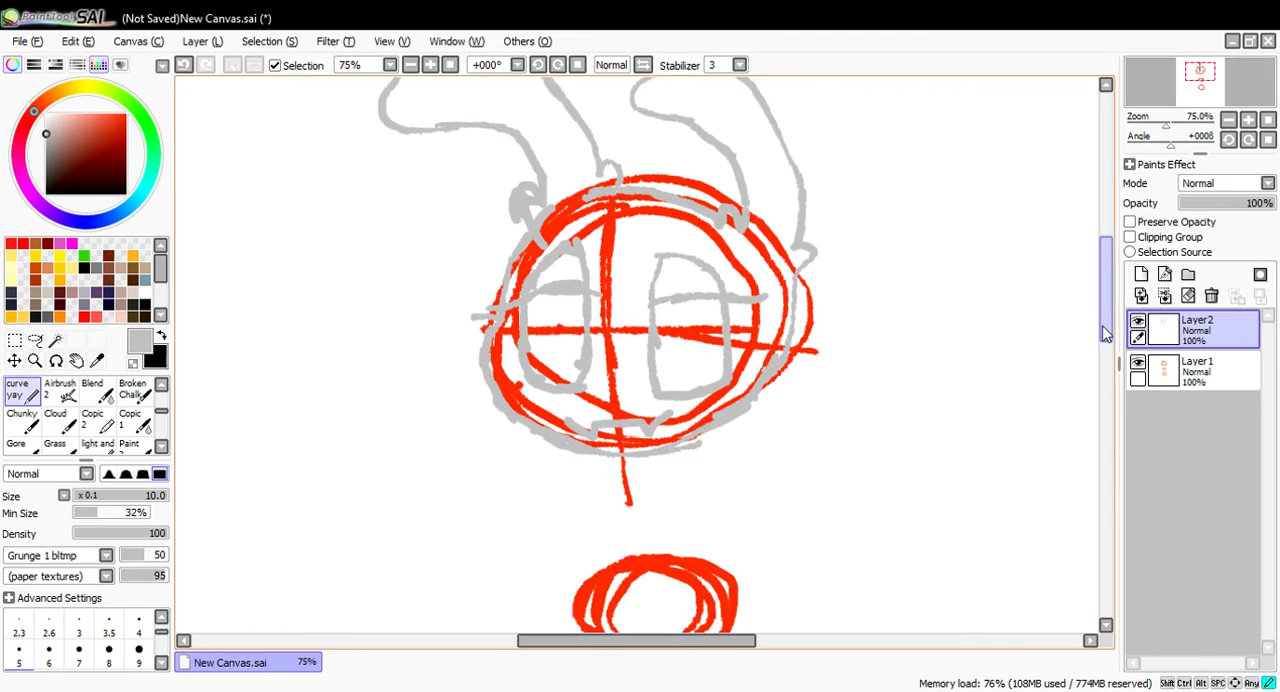 PaintTool SAI (Not Saved)New Canvas.sai (*)
File (F) Edit (E) Canvas (C) Layer (L) Selection (S) Filter (T) View (V) Window (W) Others (O)
Selection 75% +000° Normal Stabilizer 3
Zoom 75.0%
Angle +000ß
Paints Effect
Mode Normal
Opacity 100%
Preserve Opacity
Clipping Group
Selection Source
Layer2
Normal
100%
Layer1
Normal
100%
curve yay
Airbrush 2
Blend
Broken Chalk
Chunky
Cloud
Copic 2
Copic 1
Gore
Grass
light and
Paint
Normal
Size x 0.1 10.0
Min Size 32%
Density 100
Grunge 1 bltmp 50
(paper textures) 95
Advanced Settings
2.3 2.6 3 3.5 4
5 6 7 8 9
New Canvas.sai 75%
Memory load: 76% (108MB used / 774MB reserved) Shift Ctrl Alt SPC Any